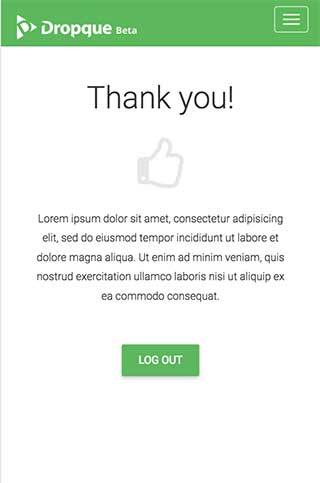 Dropque Beta
Thank you!
Lorem ipsum dolor sit amet, consectetur adipisicing
elit, sed do eiusmod tempor incididunt ut labore et
dolore magna aliqua. Ut enim ad minim veniam, quis
nostrud exercitation ullamco laboris nisi ut aliquip ex
ea commodo consequat.
LOG OUT